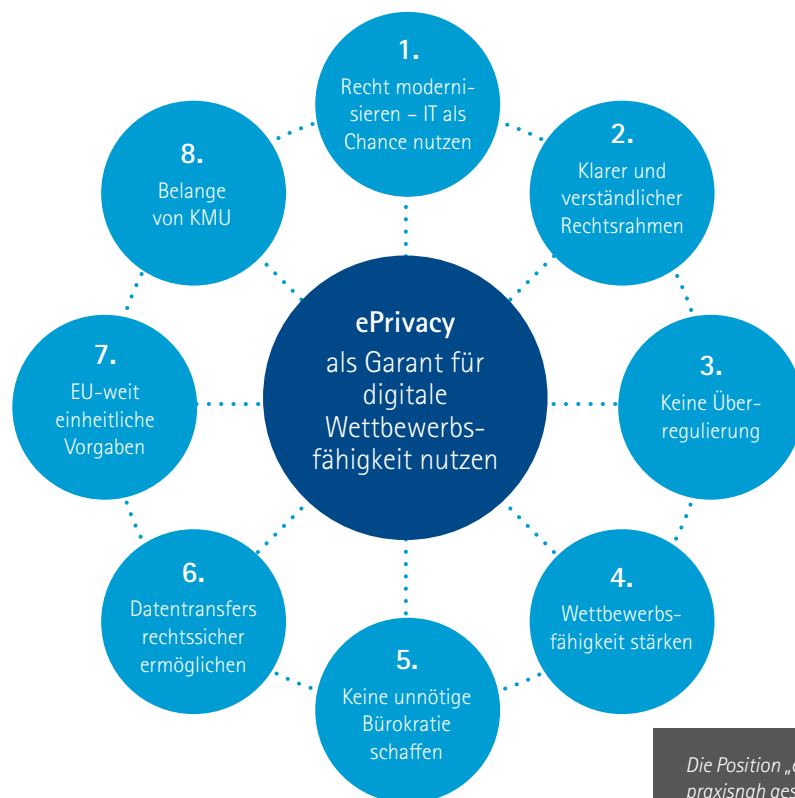 1.
Recht moderni-
sieren – IT als
Chance nutzen
2.
Klarer und
verständlicher
Rechtsrahmen
3.
Keine Über-
regulierung
4.
Wettbewerbs-
fähigkeit stärken
5.
Keine unnötige
Bürokratie
schaffen
6.
Datentransfers
rechtssicher
ermöglichen
7.
EU-weit
einheitliche
Vorgaben
8.
Belange
von KMU
ePrivacy
als Garant für
digitale
Wettbewerbs-
fähigkeit nutzen
Die Position
praxisnah